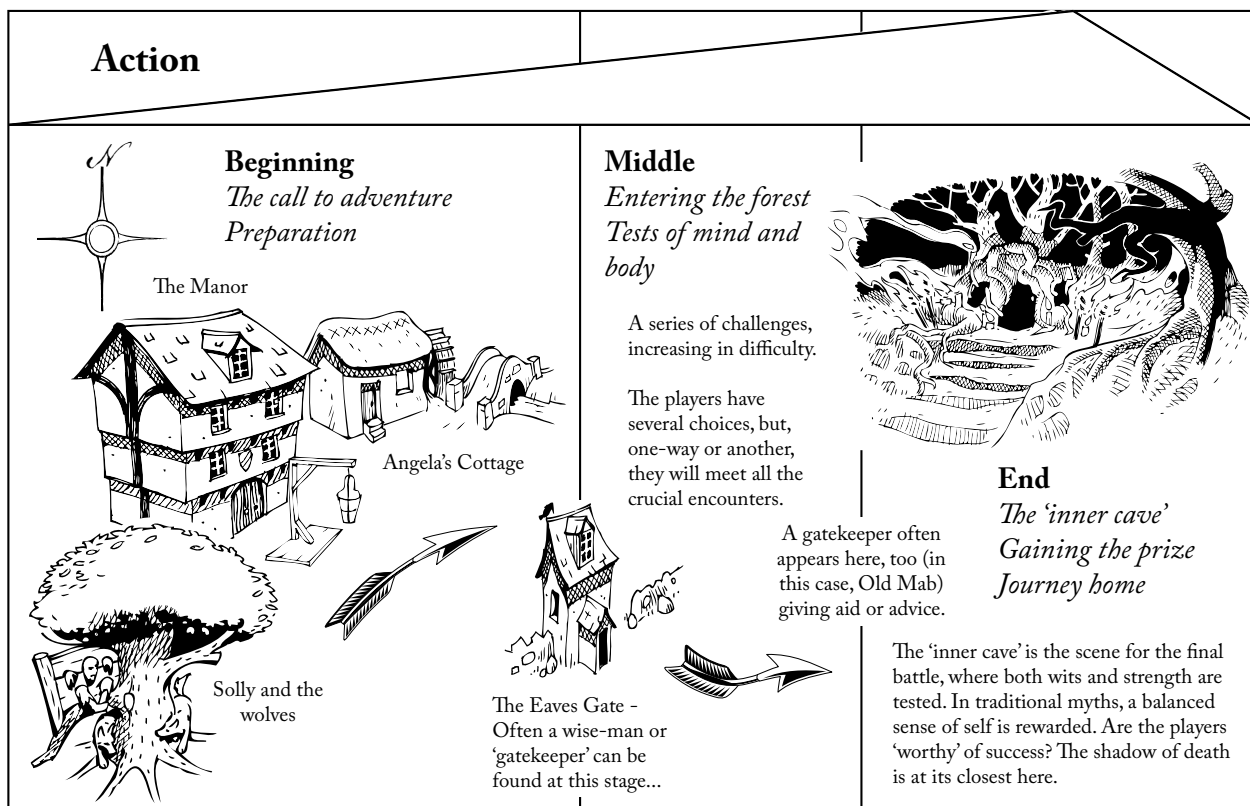 Action
N
Beginning
The call to adventure
Preparation
The Manor
Angela's Cottage
Solly and the
wolves
The Eaves Gate -
Often a wise-man or
'gatekeeper' can be
found at this stage...
Middle
Entering the forest
Tests of mind and
body
A series of challenges,
increasing in difficulty.
The players have
several choices, but,
one-way or another,
they will meet all the
crucial encounters.
A gatekeeper often
appears here, too (in
this case, Old Mab)
giving aid or advice.
End
The 'inner cave'
Gaining the prize
Journey home
The 'inner cave' is the scene for the final
battle, where both wits and strength are
tested. In traditional myths, a balanced
sense of self is rewarded. Are the players
'worthy' of success? The shadow of death
is at its closest here.